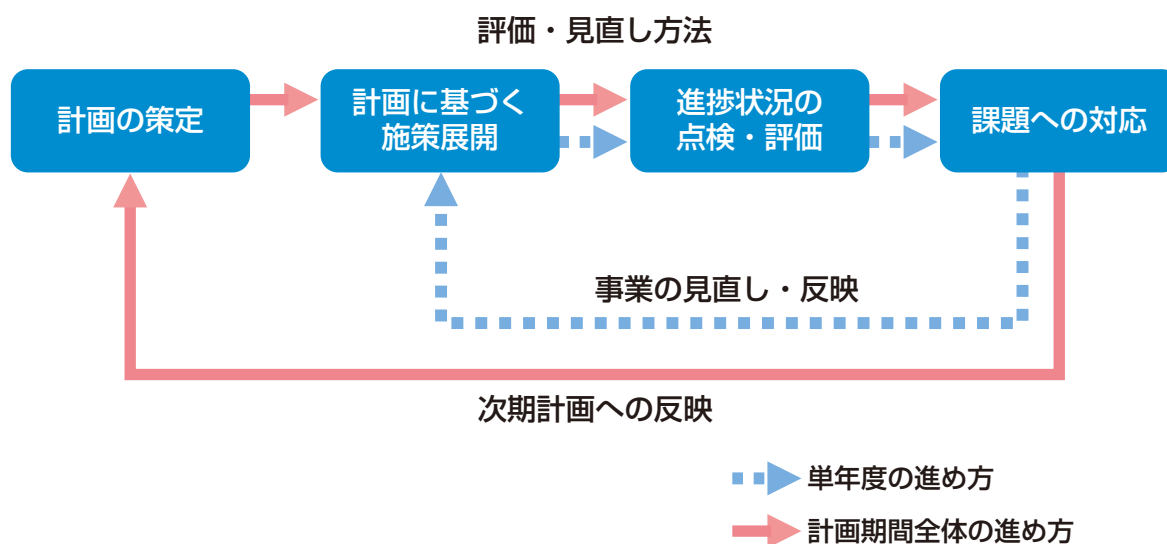 評価・見直し方法
計画の策定
計画に基づく
施策展開
進捗状況の
点検・評価
課題への対応
事業の見直し・反映
次期計画への反映
単年度の進め方
計画期間全体の進め方